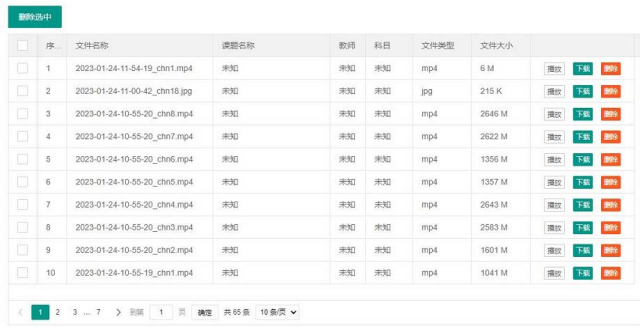 删除选中
序... 文件名称 课题名称 教师 科目 文件类型 文件大小
1 2023-01-24-11-54-19_chn1.mp4 未知 未知 未知 mp4 6 M 播放 下载 删除
2 2023-01-24-11-00-42_chn18.jpg 未知 未知 未知 jpg 215 K 播放 下载 删除
3 2023-01-24-10-55-20_chn8.mp4 未知 未知 未知 mp4 2646 M 播放 下载 删除
4 2023-01-24-10-55-20_chn7.mp4 未知 未知 未知 mp4 2622 M 播放 下载 删除
5 2023-01-24-10-55-20_chn6.mp4 未知 未知 未知 mp4 1356 M 播放 下载 删除
6 2023-01-24-10-55-20_chn5.mp4 未知 未知 未知 mp4 1357 M 播放 下载 删除
7 2023-01-24-10-55-20_chn4.mp4 未知 未知 未知 mp4 2643 M 播放 下载 删除
8 2023-01-24-10-55-20_chn3.mp4 未知 未知 未知 mp4 2583 M 播放 下载 删除
9 2023-01-24-10-55-20_chn2.mp4 未知 未知 未知 mp4 1601 M 播放 下载 删除
10 2023-01-24-10-55-19_chn1.mp4 未知 未知 未知 mp4 1041 M 播放 下载 删除
1 2 3 ... 7 到第 1 页 确定 共 65 条 10 条/页